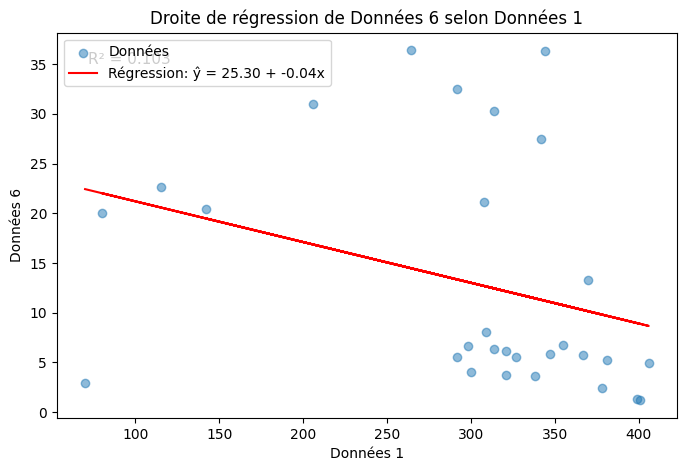 Droite de régression de Données 6 selon Données 1
Données
R² = 0.103
Régression: ŷ = 25.30 + -0.04x
35
30
25
20
15
10
5
0
Données 6
100
150
200
250
300
350
400
Données 1